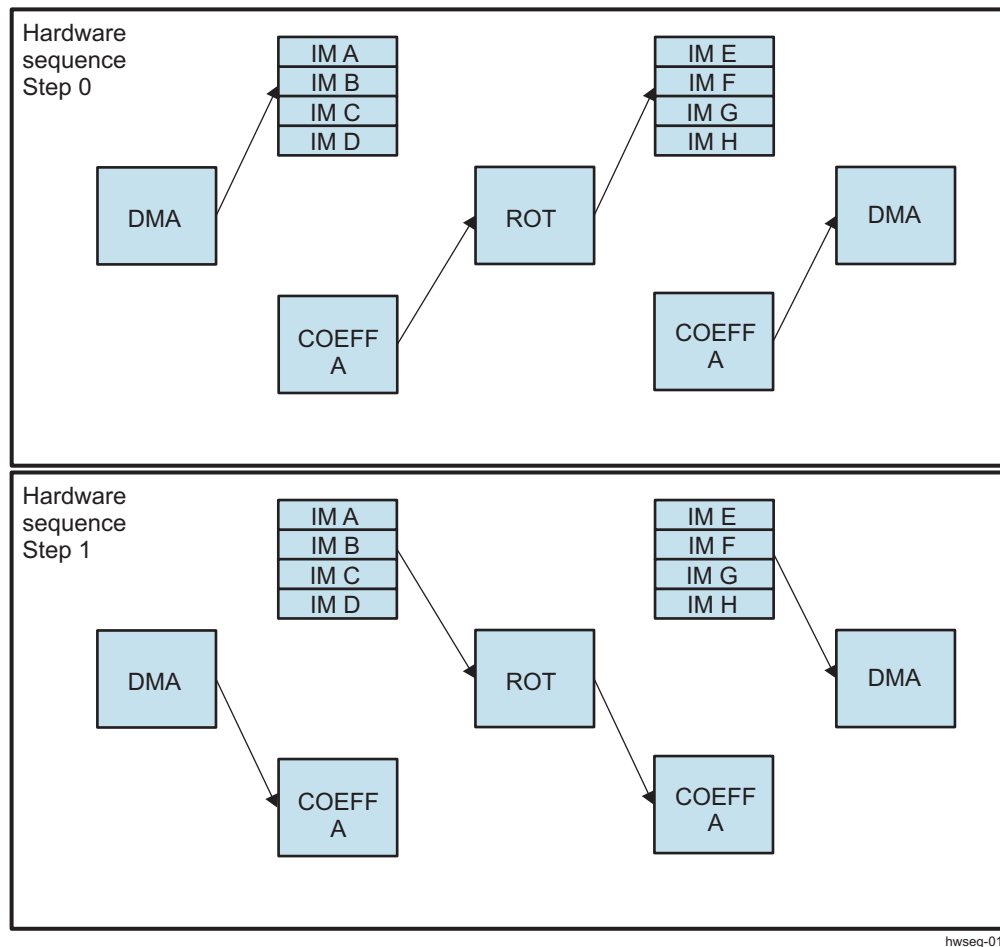 Hardware
sequence
Step 0
IM A
IM B
IM C
IM D
IM E
IM F
IM G
IM H
DMA
ROT
DMA
COEFF
A
COEFF
A
Hardware
sequence
Step 1
IM A
IM B
IM C
IM D
IM E
IM F
IM G
IM H
DMA
ROT
DMA
COEFF
A
COEFF
A